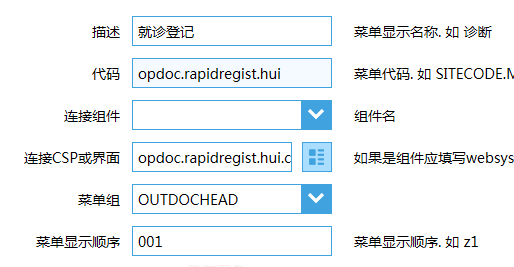 描述 就诊登记 菜单显示名称. 如 诊断
代码 opdoc.rapidregist.hui 菜单代码. 如 SITECODE.M
连接组件 组件名
连接CSP或界面 opdoc.rapidregist.hui.c 如果是组件应填写websys
菜单组 OUTDOCHEAD
菜单显示顺序 001 菜单显示顺序. 如 z1